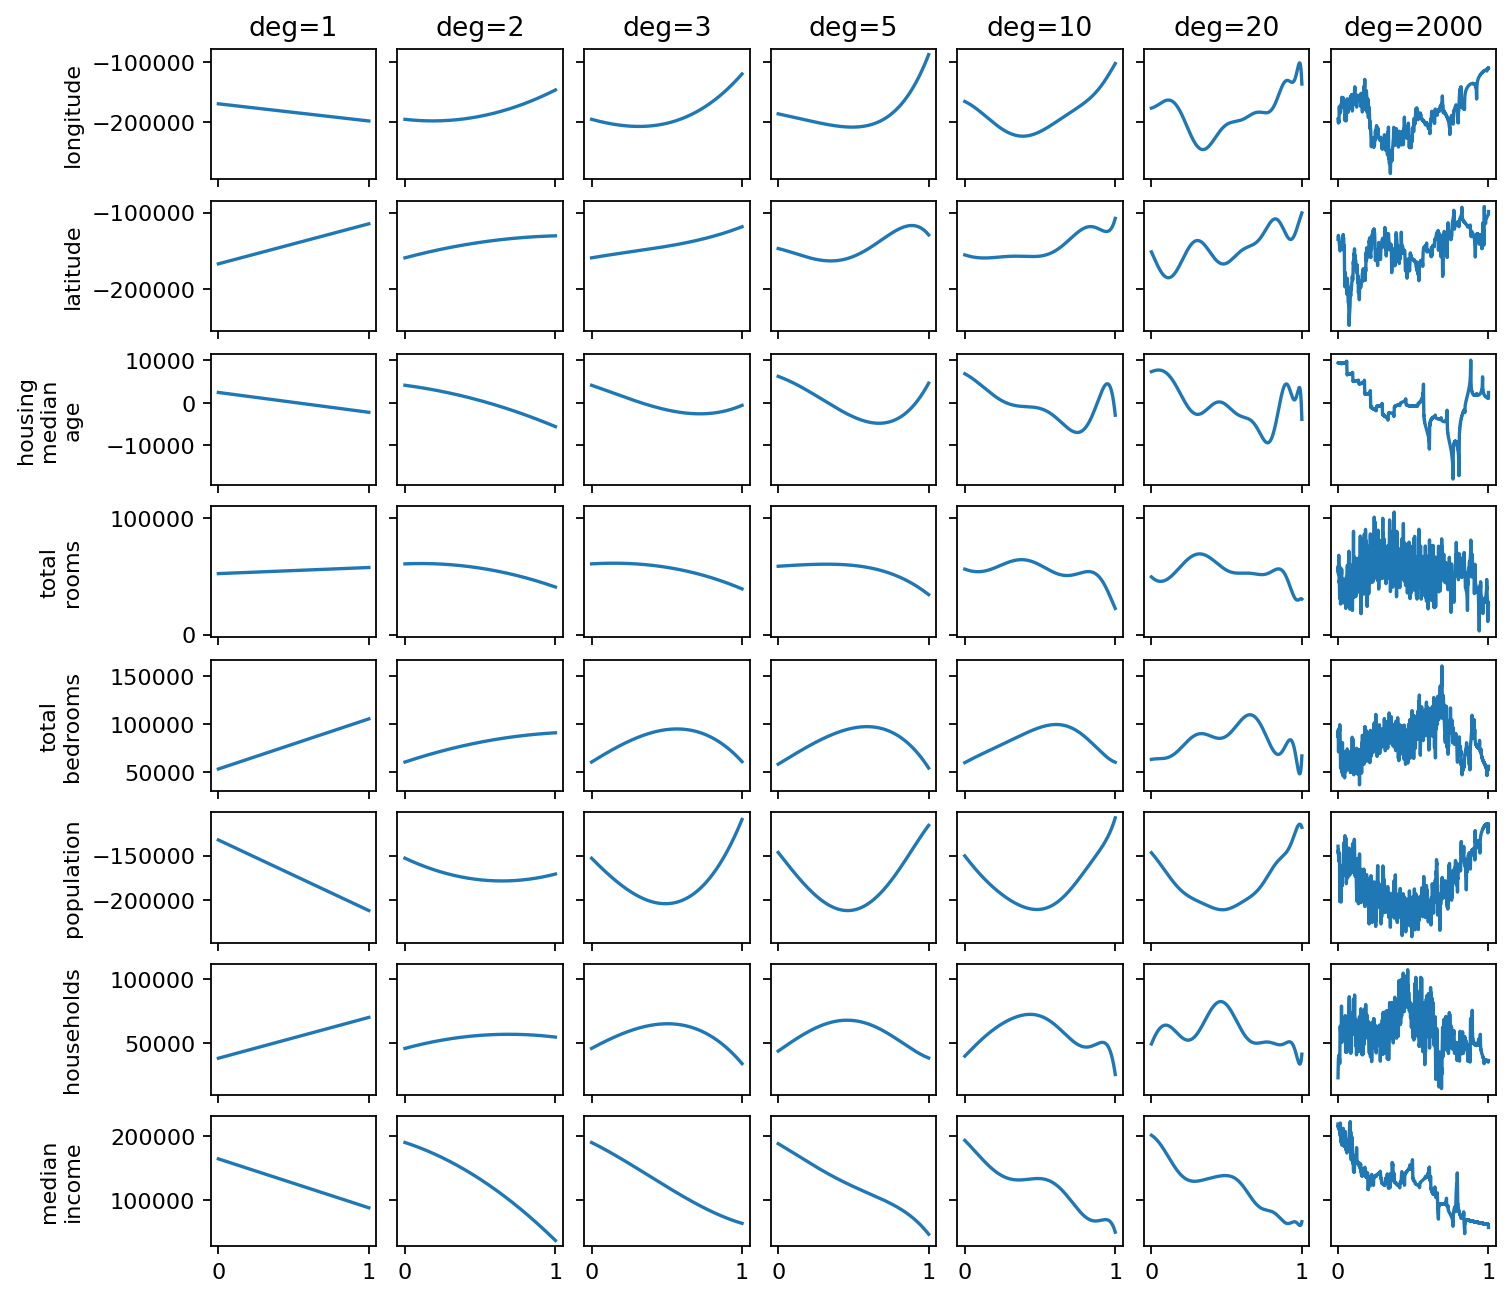 deg=1 deg=2 deg=3 deg=5 deg=10 deg=20 deg=2000
longitude
−100000
−200000
latitude
−100000
−200000
housing
median
age
10000
0
−10000
total
rooms
100000
0
total
bedrooms
150000
100000
50000
population
−150000
−200000
households
100000
50000
median
income
200000
100000
0 1 0 1 0 1 0 1 0 1 0 1 0 1